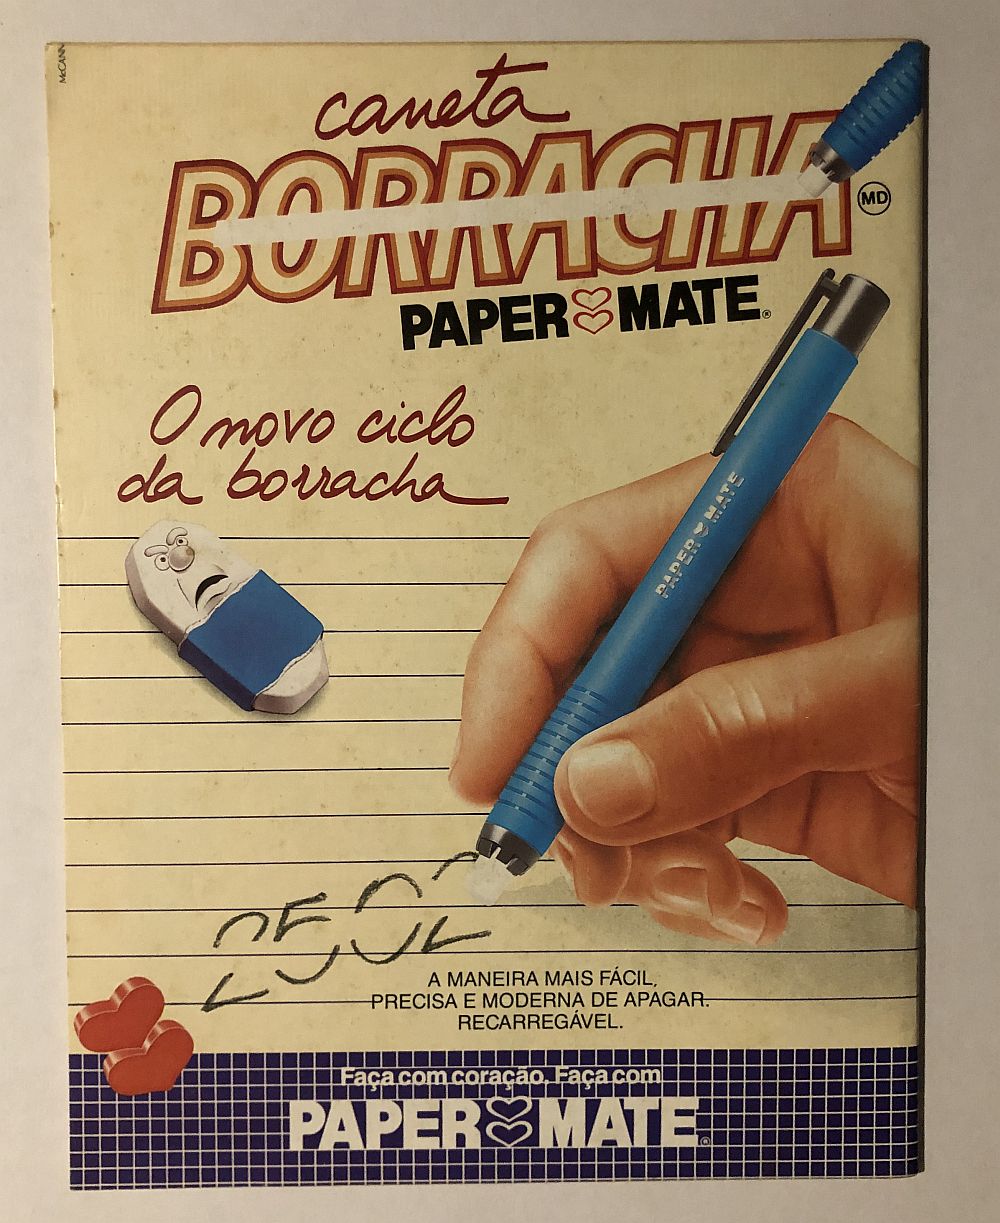 McCANN
caneta
BORRACHA
MD
PAPER MATE®
O novo ciclo
da borracha
PAPER MATE
A MANEIRA MAIS FÁCIL,
PRECISA E MODERNA DE APAGAR.
RECARREGÁVEL.
Faça com coração. Faça com
PAPER MATE®